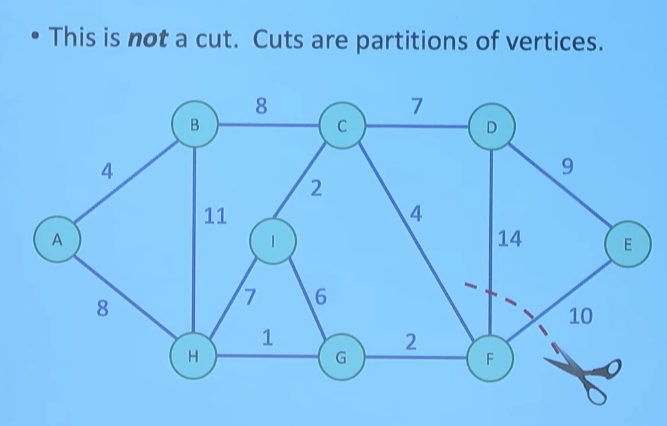 • This is not a cut. Cuts are partitions of vertices.
8
7
B
C
D
4
9
2
11
4
14
A
I
E
8
7
6
10
1
2
H
G
F